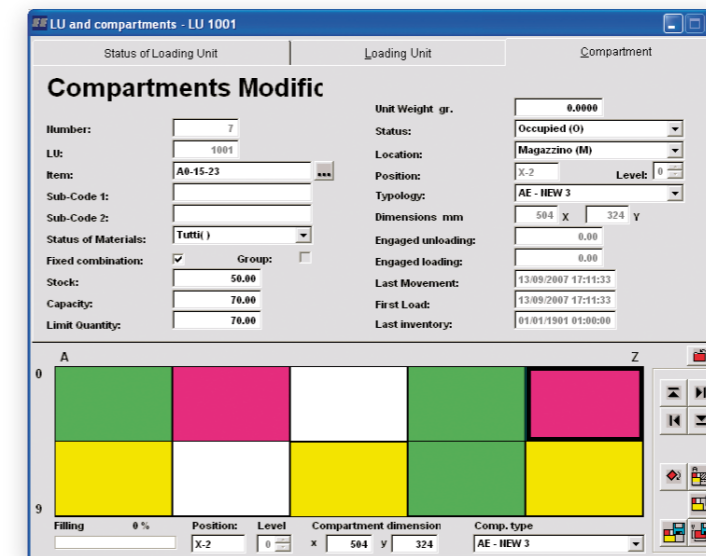 LU and compartments - LU 1001
Status of Loading Unit
Loading Unit
Compartment
Compartments Modific
Number: 7
LU: 1001
Item: A0-15-23 ...
Sub-Code 1:
Sub-Code 2:
Status of Materials: Tutti( )
Fixed combination: Group:
Stock: 50.00
Capacity: 70.00
Limit Quantity: 70.00
Unit Weight gr. 0.0000
Status: Occupied (O)
Location: Magazzino (M)
Position: X-2 Level: 0
Typology: AE - NEW 3
Dimensions mm 504 X 324 Y
Engaged unloading: 0.00
Engaged loading: 0.00
Last Movement: 13/09/2007 17:11:33
First Load: 13/09/2007 17:11:33
Last inventory: 01/01/1901 01:00:00
A Z
0
9
Filling 0 % Position: Level Compartment dimension Comp. type
X-2 0 x 504 y 324 AE - NEW 3